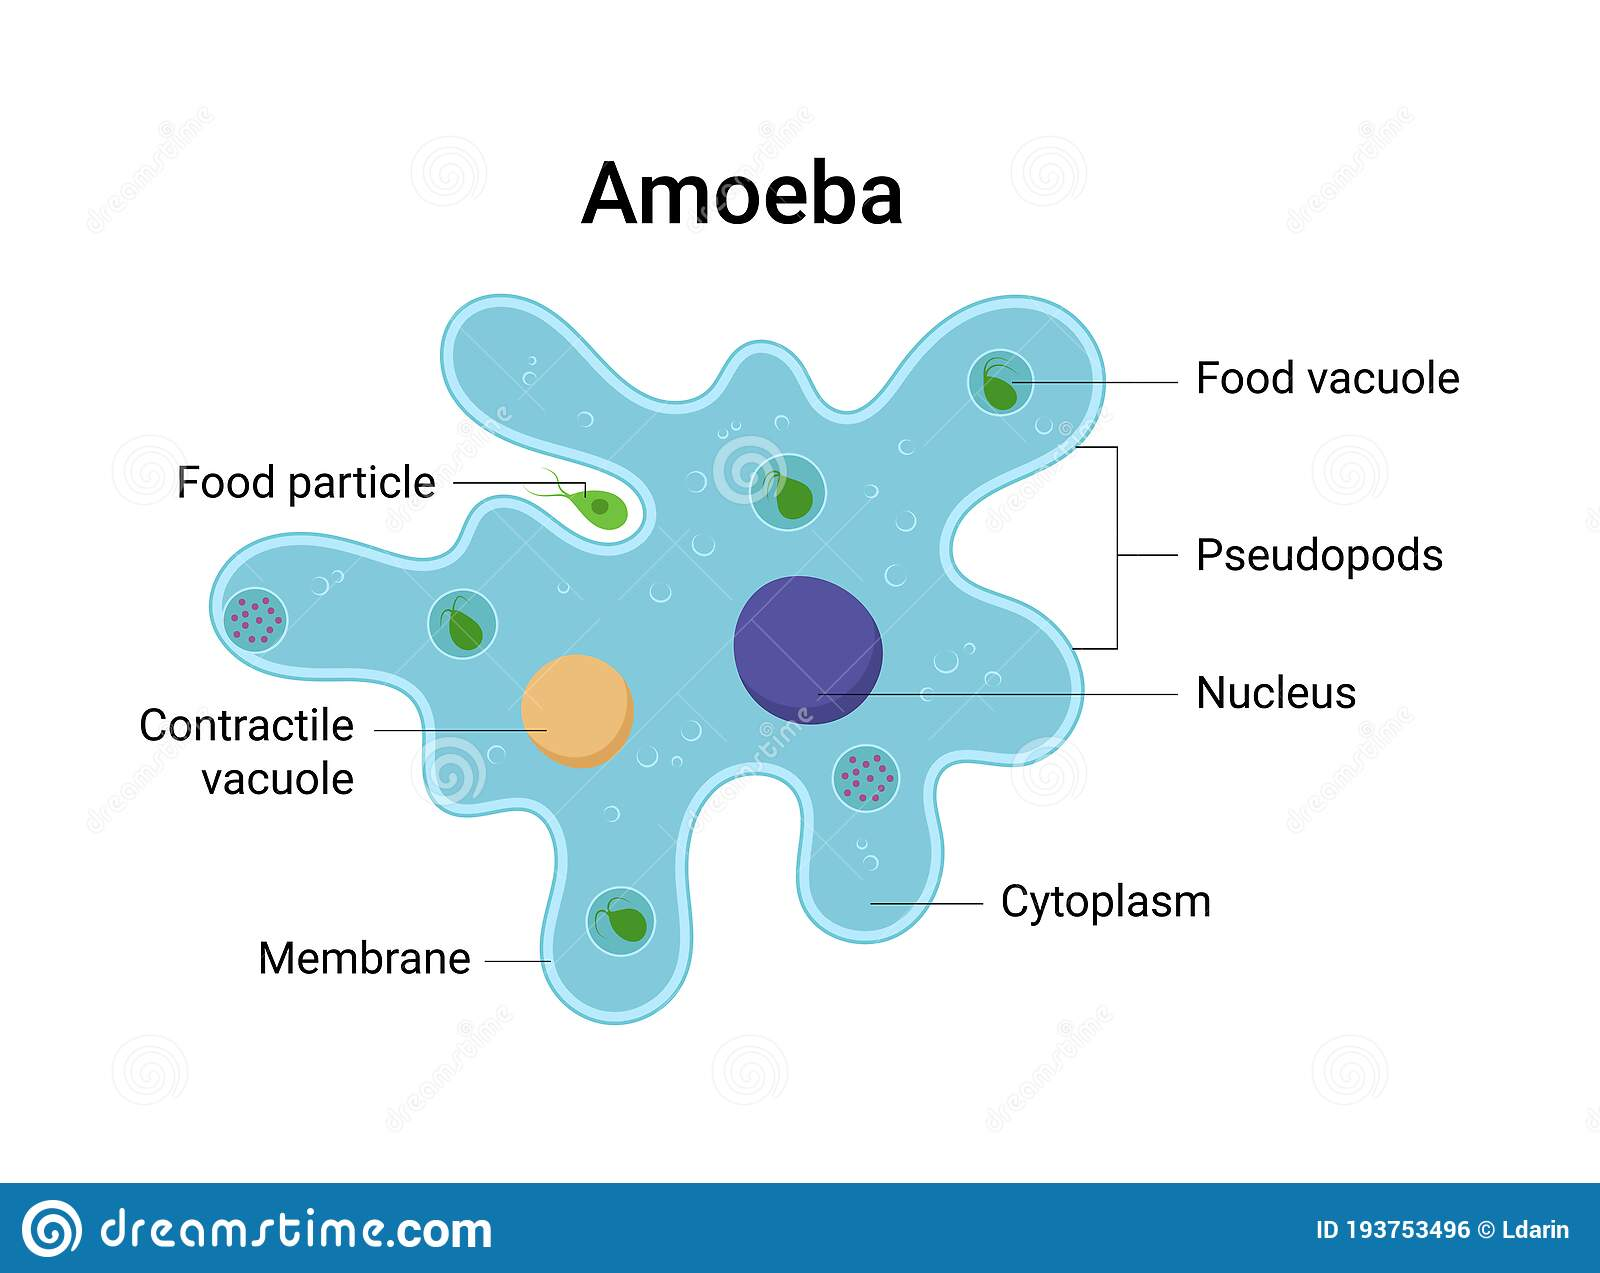 Amoeba
Food vacuole
Food particle
Pseudopods
Nucleus
Contractile
vacuole
Cytoplasm
Membrane
dreamstime.com
ID 193753496 © Ldarin